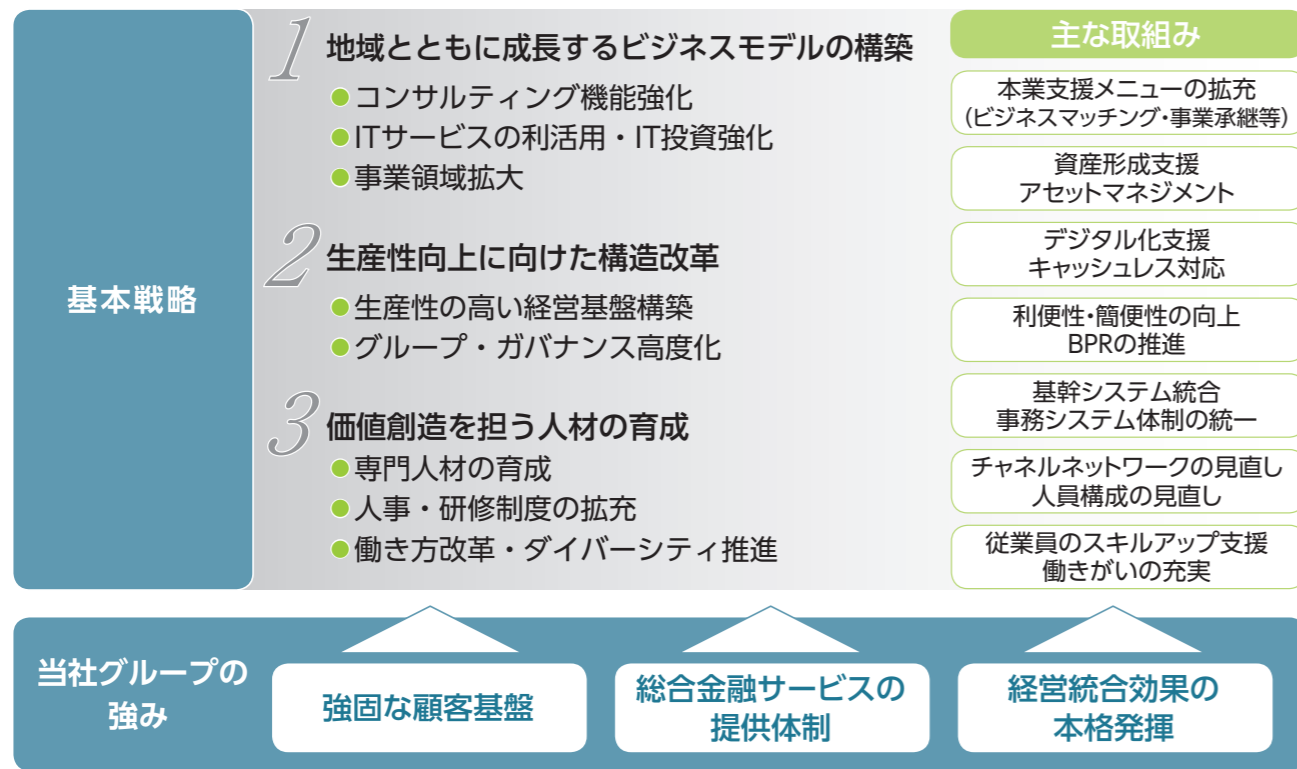 基本戦略
1 地域とともに成長するビジネスモデルの構築
●コンサルティング機能強化
●ITサービスの利活用・IT投資強化
●事業領域拡大
2 生産性向上に向けた構造改革
●生産性の高い経営基盤構築
●グループ・ガバナンス高度化
3 価値創造を担う人材の育成
●専門人材の育成
●人事・研修制度の拡充
●働き方改革・ダイバーシティ推進
主な取組み
本業支援メニューの拡充
(ビジネスマッチング・事業承継等)
資産形成支援
アセットマネジメント
デジタル化支援
キャッシュレス対応
利便性・簡便性の向上
BPRの推進
基幹システム統合
事務システム体制の統一
チャネルネットワークの見直し
人員構成の見直し
従業員のスキルアップ支援
働きがいの充実
当社グループの
強み
強固な顧客基盤
総合金融サービスの
提供体制
経営統合効果の
本格発揮